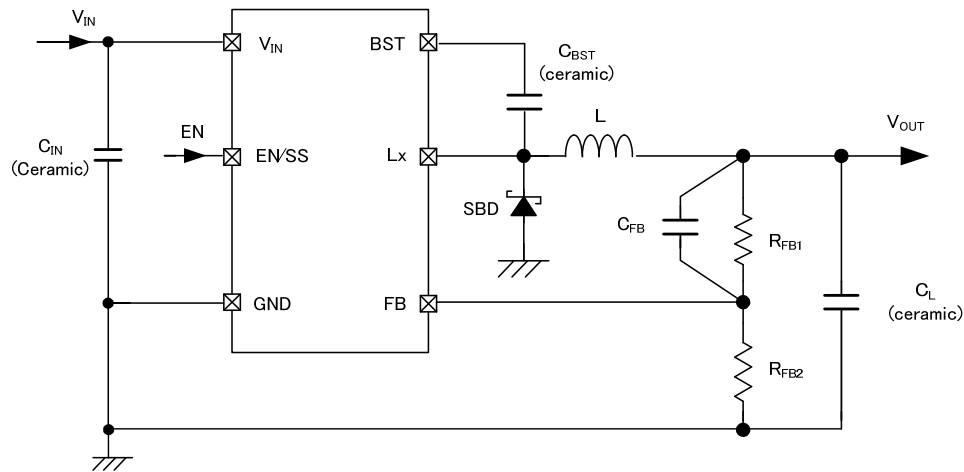 VIN
VIN
BST
CBST
(ceramic)
CIN
(Ceramic)
EN
EN/SS
Lx
L
VOUT
SBD
CFB
RFB1
GND
FB
CL
(ceramic)
RFB2